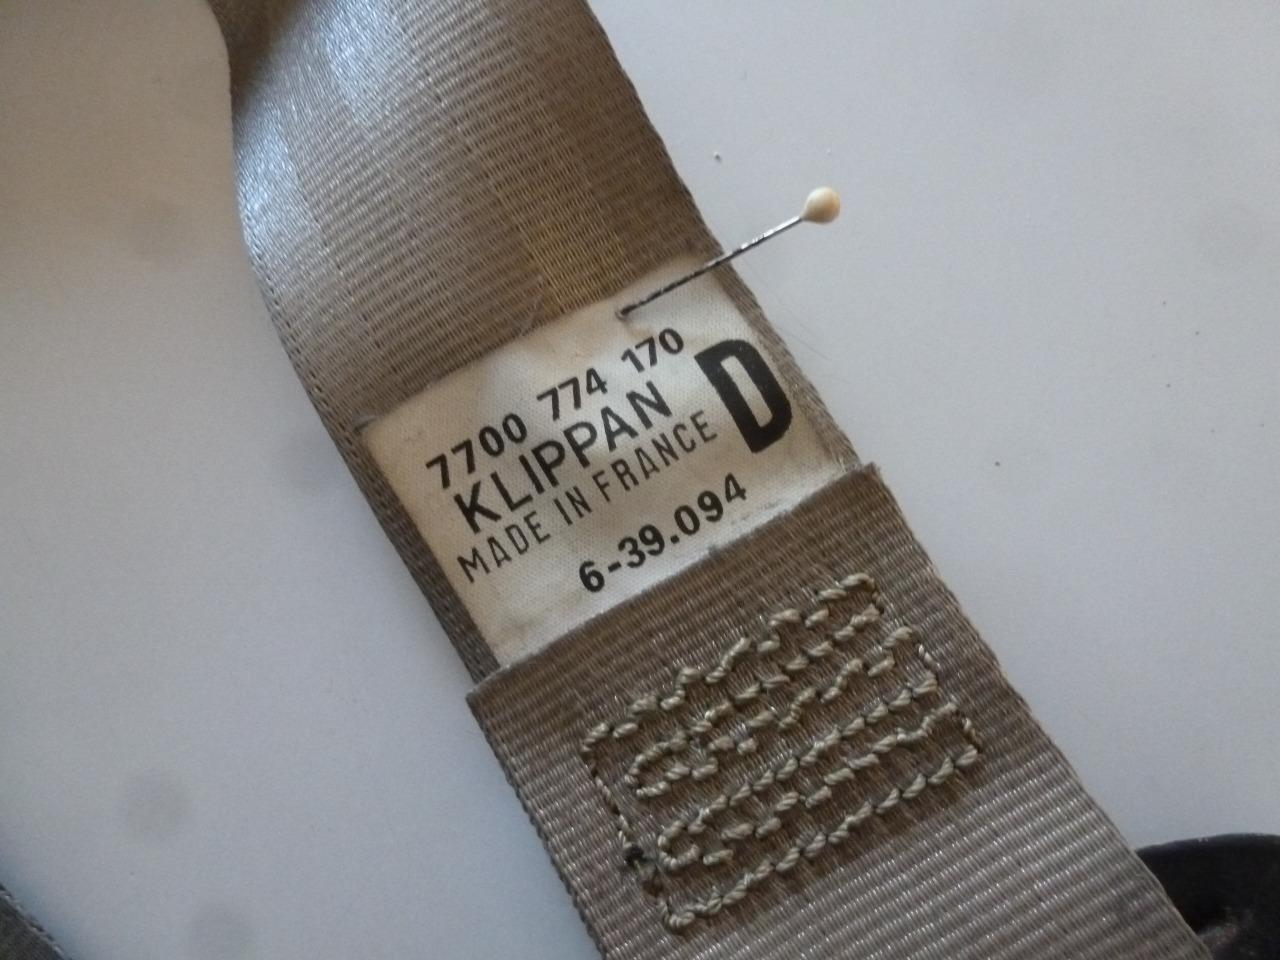 7700 774 170
KLIPPAN
MADE IN FRANCE
D
6-39.094